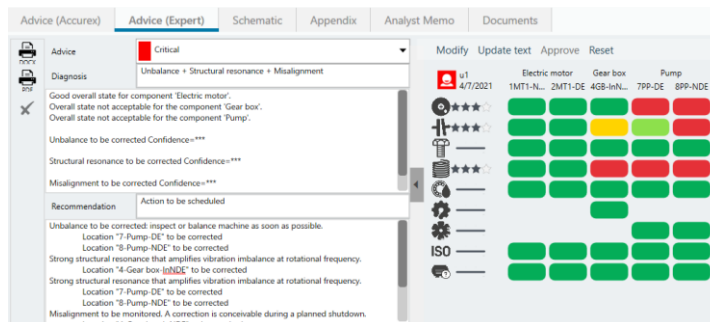 Advice (Accurex) Advice (Expert) Schematic Appendix Analyst Memo Documents
DOCX
PDF
Advice Critical
Diagnosis Unbalance + Structural resonance + Misalignment
Good overall state for component 'Electric motor'.
Overall state not acceptable for the component 'Gear box'.
Overall state not acceptable for the component 'Pump'.
Unbalance to be corrected Confidence=***
Structural resonance to be corrected Confidence=***
Misalignment to be corrected Confidence=***
Recommendation Action to be scheduled
Unbalance to be corrected: inspect or balance machine as soon as possible.
Location "7-Pump-DE" to be corrected
Location "8-Pump-NDE" to be corrected
Strong structural resonance that amplifies vibration imbalance at rotational frequency.
Location "4-Gear box-InNDE" to be corrected
Strong structural resonance that amplifies vibration imbalance at rotational frequency.
Location "7-Pump-DE" to be corrected
Location "8-Pump-NDE" to be corrected
Misalignment to be monitored. A correction is conceivable during a planned shutdown.
Modify Update text Approve Reset
u1
4/7/2021
Electric motor Gear box Pump
1MT1-N... 2MT1-DE 4GB-InN... 7PP-DE 8PP-NDE
ISO